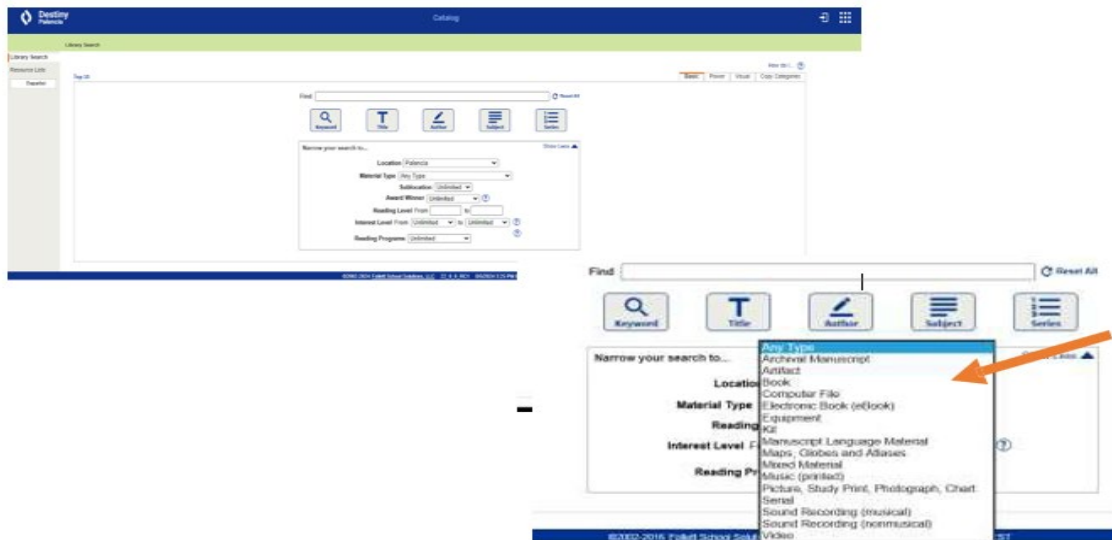 Destiny
Palencia
Catalog
Library Search
Library Search
Resource Lists
Español
How do I...
Top 10
Basic Power Visual Copy Categories
Find Reset All
Keyword Title Author Subject Series
Narrow your search to... Show Less
Location Palencia
Material Type Any Type
Sublocation Unlimited
Award Winner Unlimited
Reading Level From to
Interest Level From Unlimited to Unlimited
Reading Programs Unlimited
©2002-2024 Follett School Solutions, LLC
Find Reset All
Keyword Title Author Subject Series
Narrow your search to...
Location
Material Type
Reading
Interest Level
Reading Pr
Any Type
Archival Manuscript
Artifact
Book
Computer File
Electronic Book (eBook)
Equipment
Kit
Manuscript Language Material
Maps, Globes and Atlases
Mixed Material
Music (printed)
Picture, Study Print, Photograph, Chart
Serial
Sound Recording (musical)
Sound Recording (nonmusical)
Video
©2002-2016 Follett School Solut